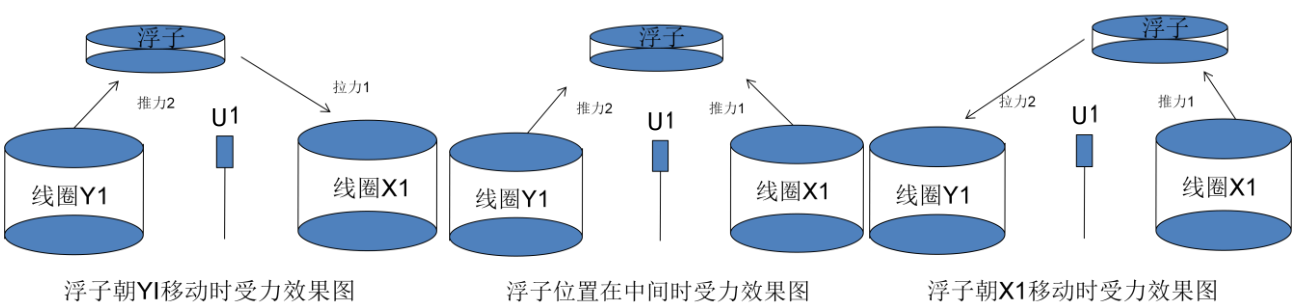 浮子
浮子
浮子
推力2
拉力1
推力2
推力1
拉力2
推力1
U1
U1
U1
线圈Y1
线圈X1
线圈Y1
线圈X1
线圈Y1
线圈X1
浮子朝YI移动时受力效果图
浮子位置在中间时受力效果图
浮子朝X1移动时受力效果图